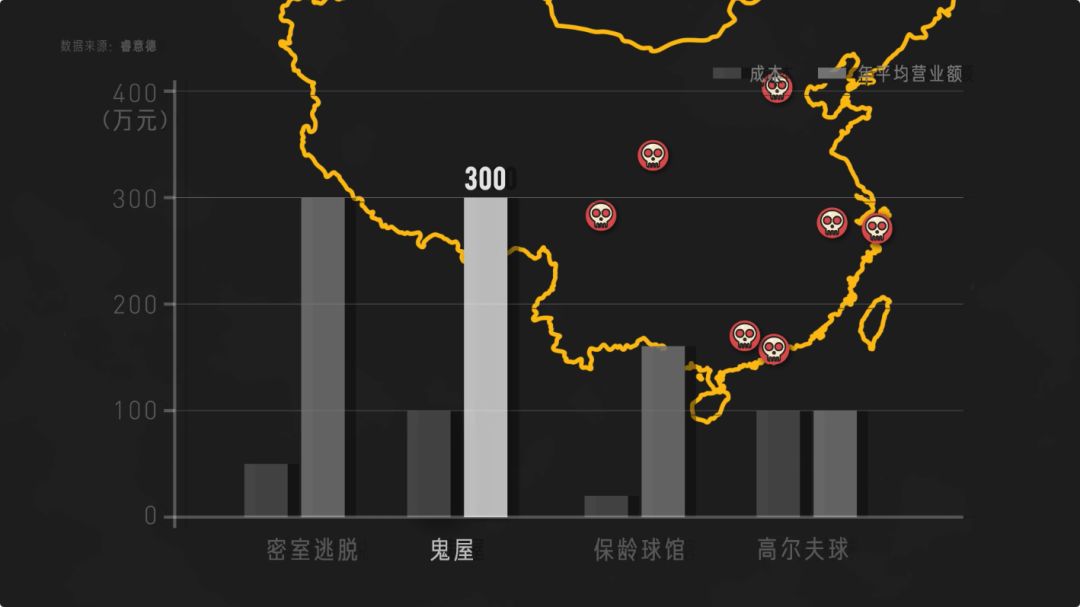 数据来源：睿意德
成本
年平均营业额
400
（万元）
300
300
200
100
0
密室逃脱
鬼屋
保龄球馆
高尔夫球